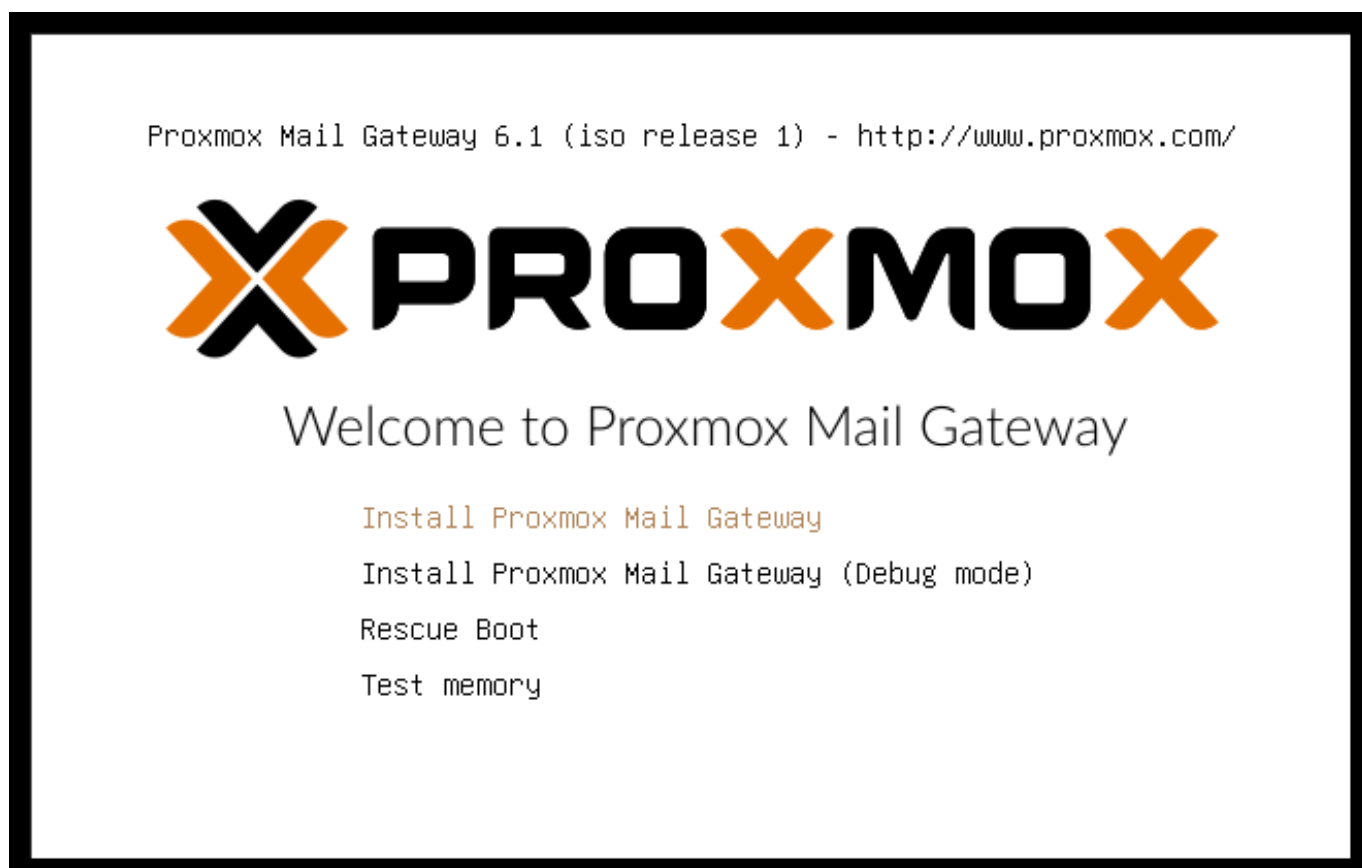 Proxmox Mail Gateway 6.1 (iso release 1) - http://www.proxmox.com/
PROXMOX
Welcome to Proxmox Mail Gateway
Install Proxmox Mail Gateway
Install Proxmox Mail Gateway (Debug mode)
Rescue Boot
Test memory